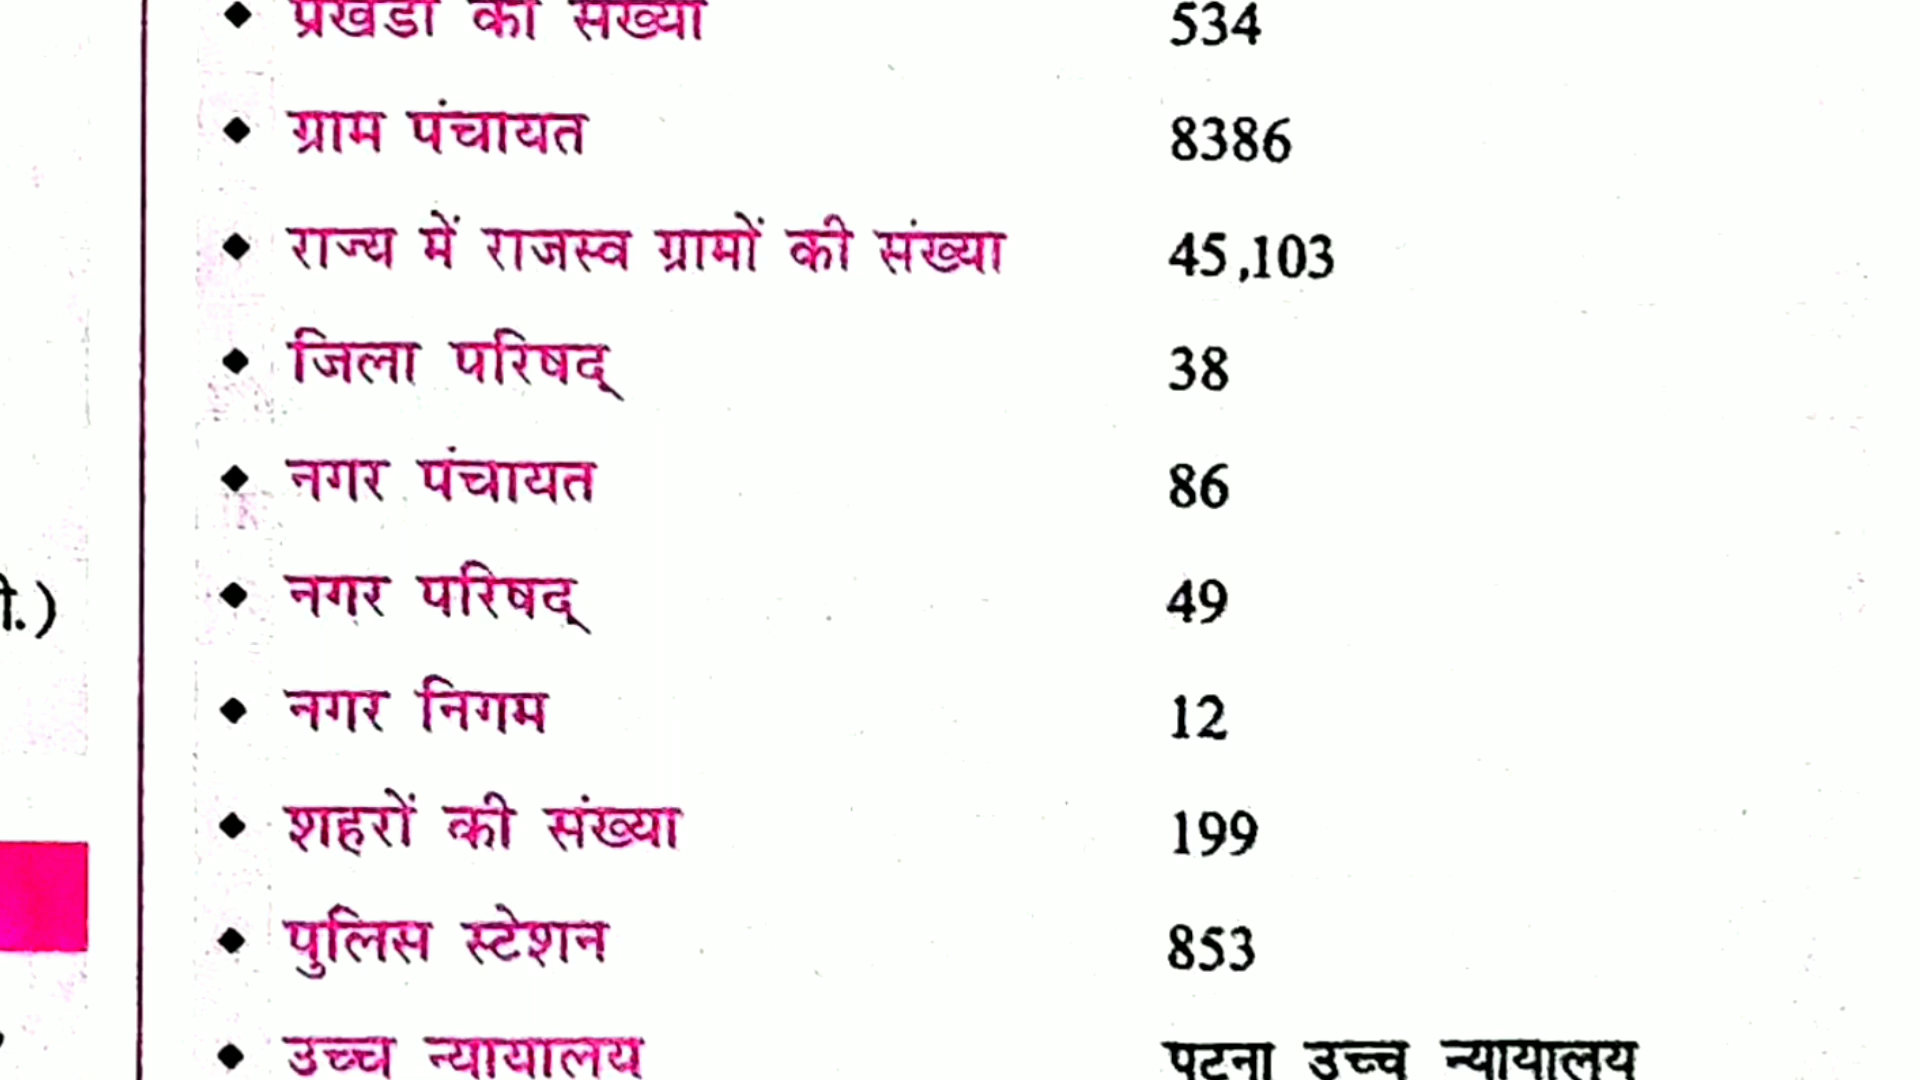 ◆ प्रखंडों की संख्या 534
◆ ग्राम पंचायत 8386
◆ राज्य में राजस्व ग्रामों की संख्या 45,103
◆ जिला परिषद् 38
◆ नगर पंचायत 86
◆ नगर परिषद् 49
ी.)
◆ नगर निगम 12
◆ शहरों की संख्या 199
◆ पुलिस स्टेशन 853
◆ उच्च न्यायालय पटना उच्च न्यायालय